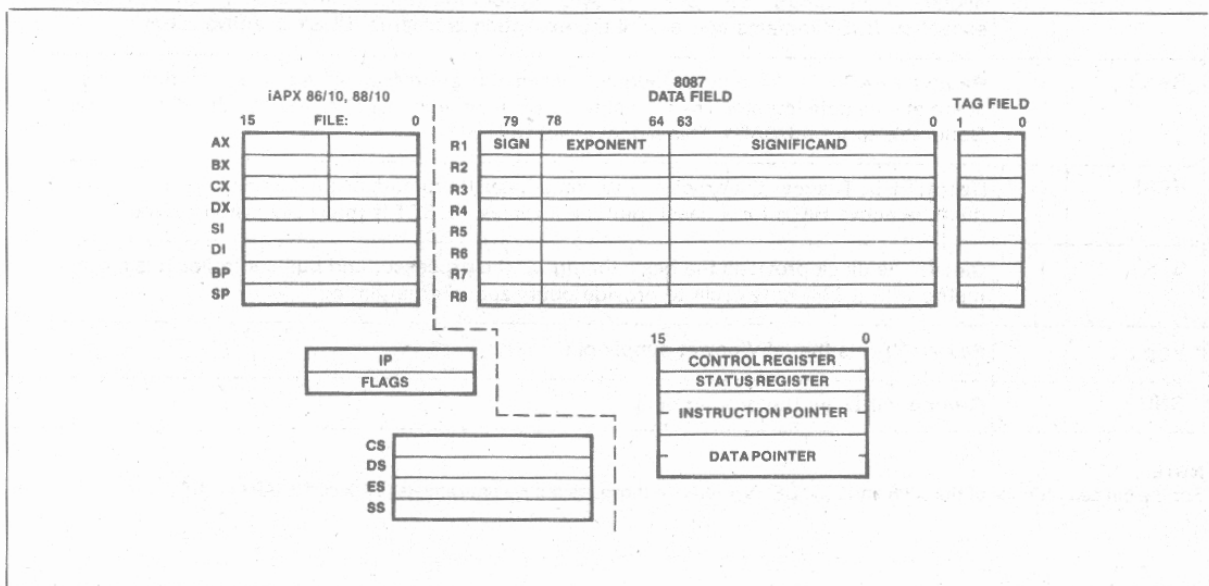 iAPX 86/10, 88/10
15 FILE: 0
AX
BX
CX
DX
SI
DI
BP
SP
8087
DATA FIELD
79 78 64 63 0
TAG FIELD
1 0
R1 SIGN EXPONENT SIGNIFICAND
R2
R3
R4
R5
R6
R7
R8
IP
FLAGS
CS
DS
ES
SS
15 0
CONTROL REGISTER
STATUS REGISTER
INSTRUCTION POINTER
DATA POINTER